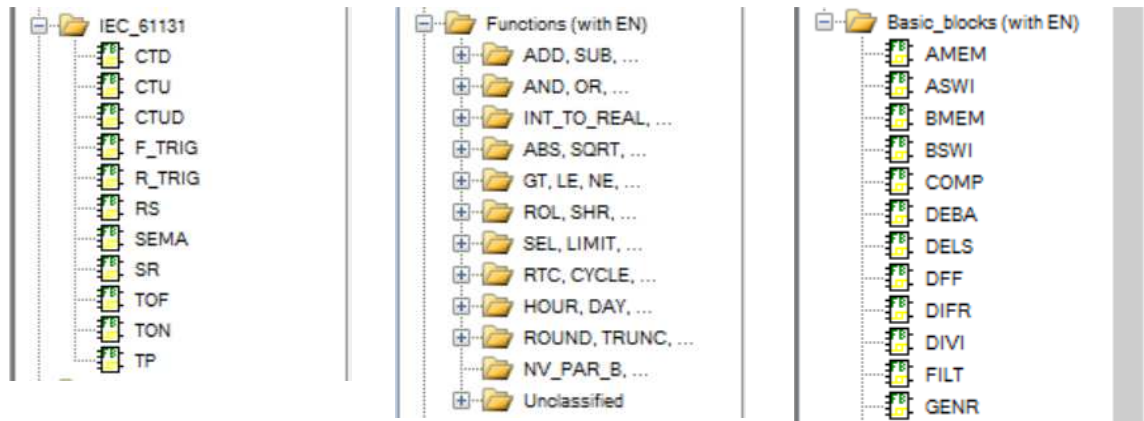 IEC_61131
CTD
CTU
CTUD
F_TRIG
R_TRIG
RS
SEMA
SR
TOF
TON
TP
Functions (with EN)
ADD, SUB, ...
AND, OR, ...
INT_TO_REAL, ...
ABS, SQRT, ...
GT, LE, NE, ...
ROL, SHR, ...
SEL, LIMIT, ...
RTC, CYCLE, ...
HOUR, DAY, ...
ROUND, TRUNC, ...
NV_PAR_B, ...
Unclassified
Basic_blocks (with EN)
AMEM
ASWI
BMEM
BSWI
COMP
DEBA
DELS
DFF
DIFR
DIVI
FILT
GENR